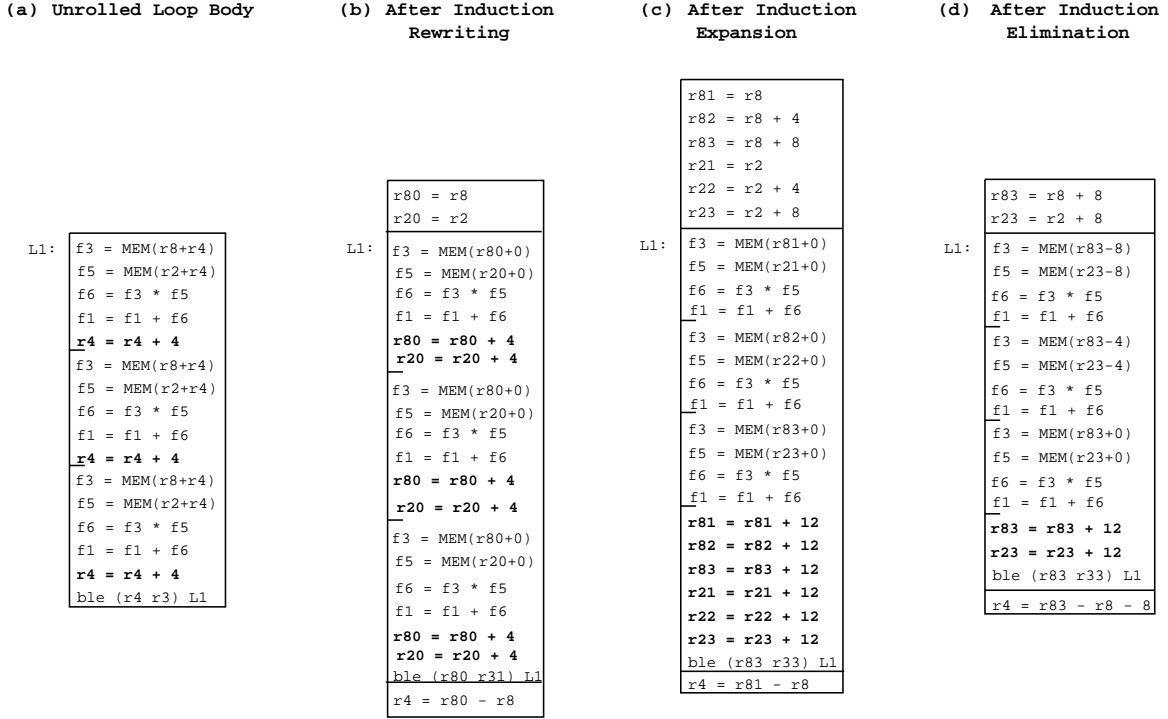 (a) Unrolled Loop Body
L1:
f3 = MEM(r8+r4)
f5 = MEM(r2+r4)
f6 = f3 * f5
f1 = f1 + f6
r4 = r4 + 4
f3 = MEM(r8+r4)
f5 = MEM(r2+r4)
f6 = f3 * f5
f1 = f1 + f6
r4 = r4 + 4
f3 = MEM(r8+r4)
f5 = MEM(r2+r4)
f6 = f3 * f5
f1 = f1 + f6
r4 = r4 + 4
ble (r4 r3) L1
(b) After Induction
Rewriting
r80 = r8
r20 = r2
L1:
f3 = MEM(r80+0)
f5 = MEM(r20+0)
f6 = f3 * f5
f1 = f1 + f6
r80 = r80 + 4
r20 = r20 + 4
f3 = MEM(r80+0)
f5 = MEM(r20+0)
f6 = f3 * f5
f1 = f1 + f6
r80 = r80 + 4
r20 = r20 + 4
f3 = MEM(r80+0)
f5 = MEM(r20+0)
f6 = f3 * f5
f1 = f1 + f6
r80 = r80 + 4
r20 = r20 + 4
ble (r80 r31) L1
r4 = r80 - r8
(c) After Induction
Expansion
r81 = r8
r82 = r8 + 4
r83 = r8 + 8
r21 = r2
r22 = r2 + 4
r23 = r2 + 8
L1:
f3 = MEM(r81+0)
f5 = MEM(r21+0)
f6 = f3 * f5
f1 = f1 + f6
f3 = MEM(r82+0)
f5 = MEM(r22+0)
f6 = f3 * f5
f1 = f1 + f6
f3 = MEM(r83+0)
f5 = MEM(r23+0)
f6 = f3 * f5
f1 = f1 + f6
r81 = r81 + 12
r82 = r82 + 12
r83 = r83 + 12
r21 = r21 + 12
r22 = r22 + 12
r23 = r23 + 12
ble (r83 r33) L1
r4 = r81 - r8
(d) After Induction
Elimination
r83 = r8 + 8
r23 = r2 + 8
L1:
f3 = MEM(r83-8)
f5 = MEM(r23-8)
f6 = f3 * f5
f1 = f1 + f6
f3 = MEM(r83-4)
f5 = MEM(r23-4)
f6 = f3 * f5
f1 = f1 + f6
f3 = MEM(r83+0)
f5 = MEM(r23+0)
f6 = f3 * f5
f1 = f1 + f6
r83 = r83 + 12
r23 = r23 + 12
ble (r83 r33) L1
r4 = r83 - r8 - 8